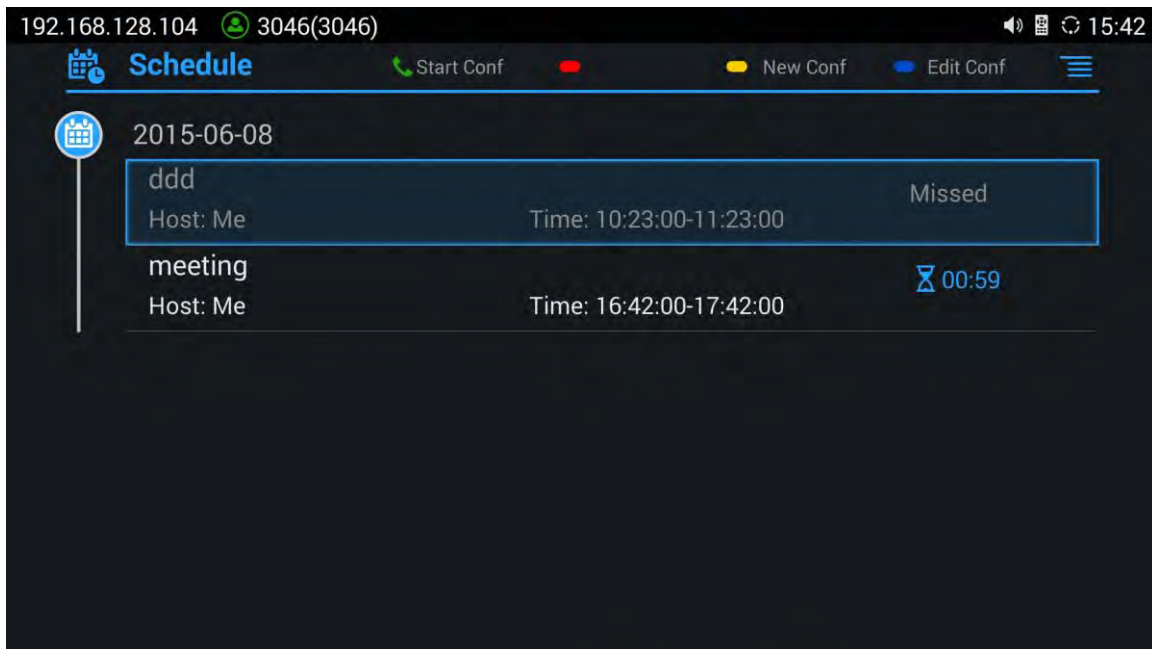 192.168.128.104 3046(3046) 15:42
Schedule Start Conf New Conf Edit Conf
2015-06-08
ddd
Missed
Host: Me Time: 10:23:00-11:23:00
meeting
00:59
Host: Me Time: 16:42:00-17:42:00